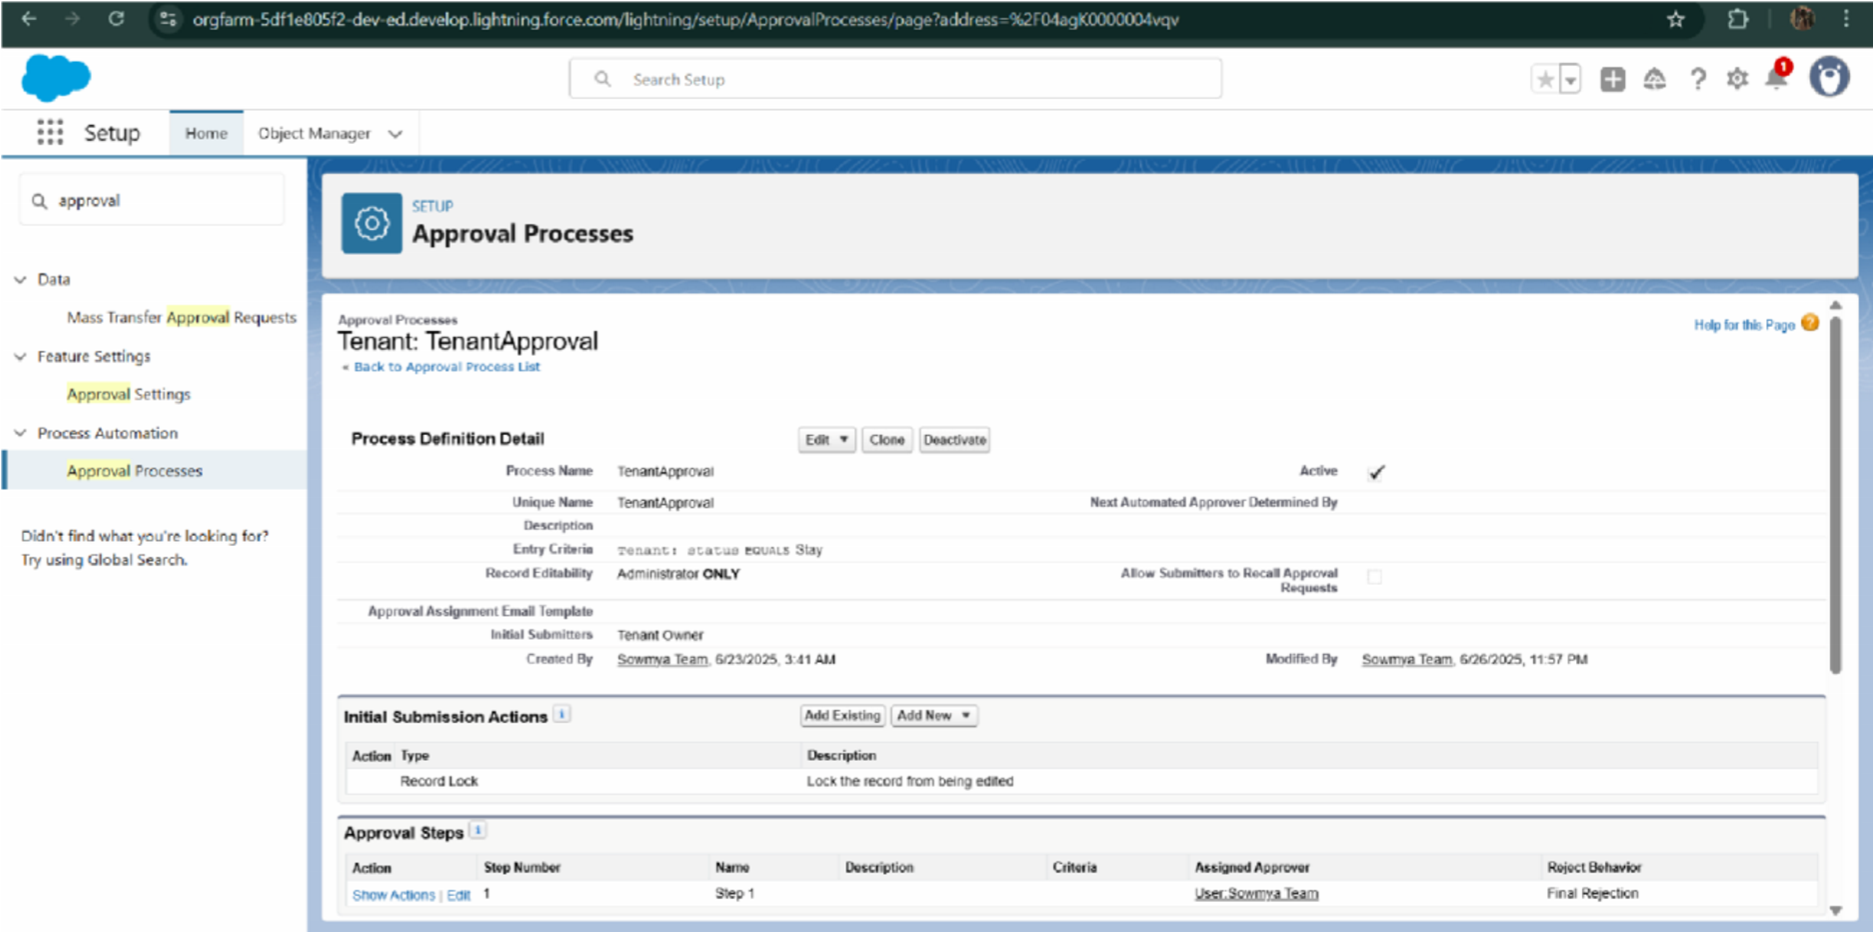 orgfarm-5df1e805f2-dev-ed.develop.lightning.force.com/lightning/setup/ApprovalProcesses/page?address=%2F04agK0000004vqv
Search Setup
1
Setup
Home
Object Manager
approval
Data
Mass Transfer Approval Requests
Feature Settings
Approval Settings
Process Automation
Approval Processes
Didn't find what you're looking for?
Try using Global Search.
SETUP
Approval Processes
Approval Processes
Tenant: TenantApproval
« Back to Approval Process List
Help for this Page ?
Process Definition Detail
Edit Clone Deactivate
Process Name TenantApproval Active
Unique Name TenantApproval Next Automated Approver Determined By
Description
Entry Criteria Tenant: status EQUALS Stay
Record Editability Administrator ONLY Allow Submitters to Recall Approval Requests
Approval Assignment Email Template
Initial Submitters Tenant Owner
Created By Sowmya Team, 6/23/2025, 3:41 AM Modified By Sowmya Team, 6/26/2025, 11:57 PM
Initial Submission Actions i Add Existing Add New
Action Type Description
Record Lock Lock the record from being edited
Approval Steps i
Action Step Number Name Description Criteria Assigned Approver Reject Behavior
Show Actions | Edit 1 Step 1 User:Sowmya Team Final Rejection